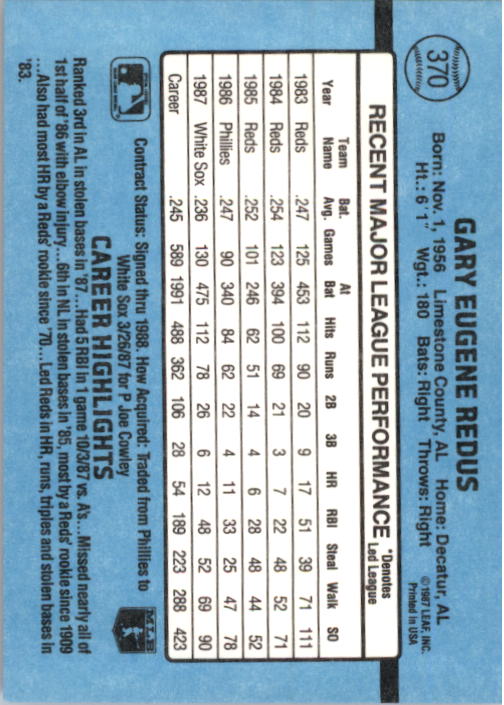 370
GARY EUGENE REDUS
Born: Nov. 1, 1956 Limestone County, AL Home: Decatur, AL
Ht.: 6'1" Wgt.: 180 Bats: Right Throws: Right
© 1987 LEAF, INC.
Printed in USA
RECENT MAJOR LEAGUE PERFORMANCE *Denotes Led League
Year Team Name Bat. Avg. Games At Bat Hits Runs 2B 3B HR RBI Steal Walk SO
1983 Reds .247 125 453 112 90 20 9 17 51 39 71 111
1984 Reds .254 123 394 100 69 21 3 7 22 48 52 71
1985 Reds .252 101 246 62 51 14 4 6 28 48 44 52
1986 Phillies .247 90 340 84 62 22 4 11 33 25 47 78
1987 White Sox .236 130 475 112 78 26 6 12 48 52 69 90
Career .245 589 1991 488 362 106 28 54 189 223 288 423
Contract Status: Signed thru 1988. How Acquired: Traded from Phillies to
White Sox 3/26/87 for P Joe Cowley
MLB
CAREER HIGHLIGHTS
Ranked 3rd in AL in stolen bases in '87...Had 5 RBI in 1 game 10/3/87 vs. A's...Missed nearly all of
1st half of '86 with elbow injury...6th in NL in stolen bases in '85, most by a Reds' rookie since 1909
...Also had most HR by a Reds' rookie since '70...Led Reds in HR, runs, triples and stolen bases in
'83.